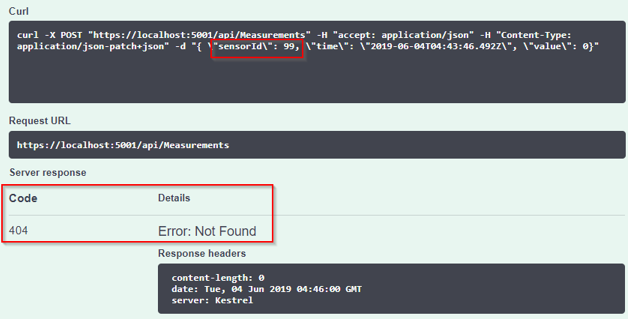 Curl
curl -X POST "https://localhost:5001/api/Measurements" -H "accept: application/json" -H "Content-Type:
application/json-patch+json" -d "{ \"sensorId\": 99, \"time\": \"2019-06-04T04:43:46.492Z\", \"value\": 0}"
Request URL
https://localhost:5001/api/Measurements
Server response
Code Details
404 Error: Not Found
Response headers
content-length: 0
date: Tue, 04 Jun 2019 04:46:00 GMT
server: Kestrel